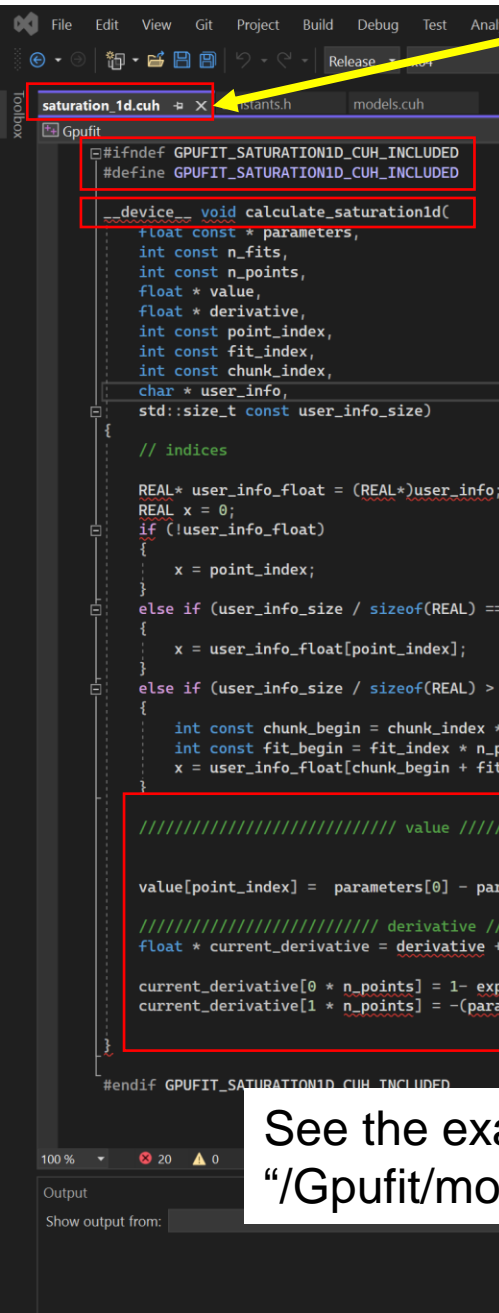 File Edit View Git Project Build Debug Test Anal
Release
Toolbox
saturation_1d.cuh
models.cuh
Gpufit
#ifndef GPUFIT_SATURATION1D_CUH_INCLUDED
#define GPUFIT_SATURATION1D_CUH_INCLUDED
__device__ void calculate_saturation1d(
float const * parameters,
int const n_fits,
int const n_points,
float * value,
float * derivative,
int const point_index,
int const fit_index,
int const chunk_index,
char * user_info,
std::size_t const user_info_size)
{
// indices
REAL* user_info_float = (REAL*)user_info;
REAL x = 0;
if (!user_info_float)
{
x = point_index;
}
else if (user_info_size / sizeof(REAL) ==
{
x = user_info_float[point_index];
}
else if (user_info_size / sizeof(REAL) >
{
int const chunk_begin = chunk_index *
int const fit_begin = fit_index * n_p
x = user_info_float[chunk_begin + fit
}
///////////////////////////// value /////
value[point_index] = parameters[0] - par
/////////////////////////// derivative //
float * current_derivative = derivative +
current_derivative[0 * n_points] = 1- exp
current_derivative[1 * n_points] = -(para
}
#endif GPUFIT_SATURATION1D_CUH_INCLUDED
See the exa
"/Gpufit/mo
100 % 20 0
Output
Show output from: